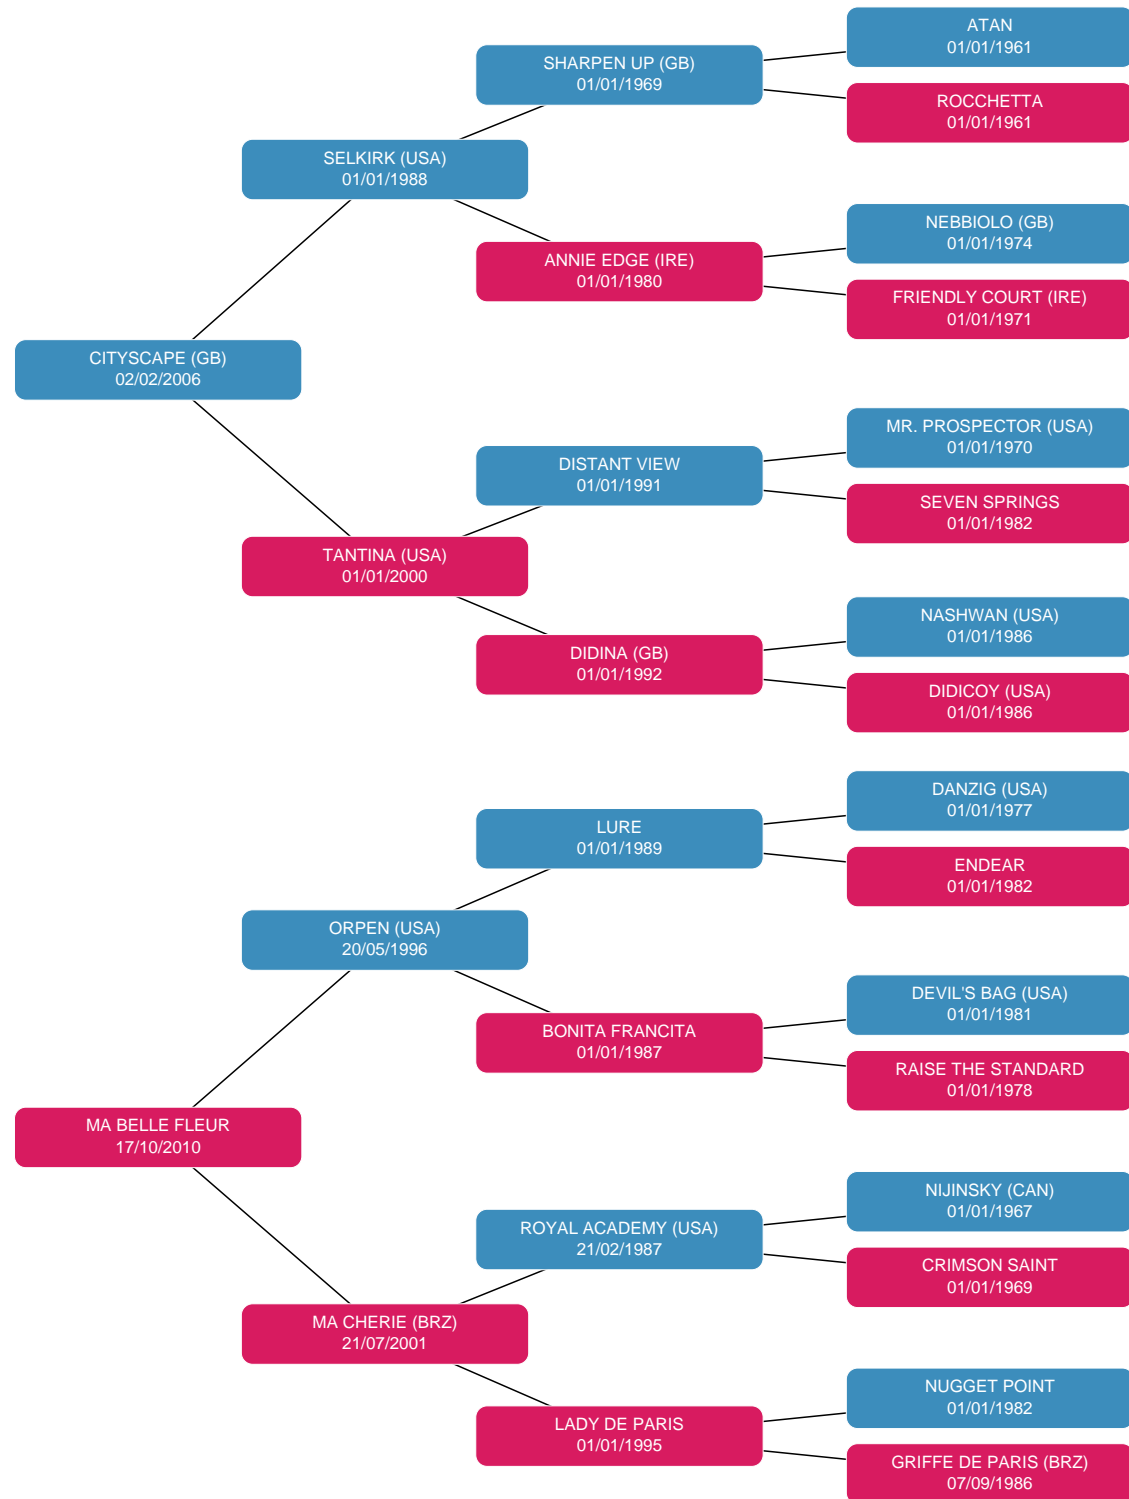 ATAN
01/01/1961
SHARPEN UP (GB)
01/01/1969
ROCCHETTA
01/01/1961
SELKIRK (USA)
01/01/1988
NEBBIOLO (GB)
01/01/1974
ANNIE EDGE (IRE)
01/01/1980
FRIENDLY COURT (IRE)
01/01/1971
CITYSCAPE (GB)
02/02/2006
MR. PROSPECTOR (USA)
01/01/1970
DISTANT VIEW
01/01/1991
SEVEN SPRINGS
01/01/1982
TANTINA (USA)
01/01/2000
NASHWAN (USA)
01/01/1986
DIDINA (GB)
01/01/1992
DIDICOY (USA)
01/01/1986
DANZIG (USA)
01/01/1977
LURE
01/01/1989
ENDEAR
01/01/1982
ORPEN (USA)
20/05/1996
DEVIL'S BAG (USA)
01/01/1981
BONITA FRANCITA
01/01/1987
RAISE THE STANDARD
01/01/1978
MA BELLE FLEUR
17/10/2010
NIJINSKY (CAN)
01/01/1967
ROYAL ACADEMY (USA)
21/02/1987
CRIMSON SAINT
01/01/1969
MA CHERIE (BRZ)
21/07/2001
NUGGET POINT
01/01/1982
LADY DE PARIS
01/01/1995
GRIFFE DE PARIS (BRZ)
07/09/1986